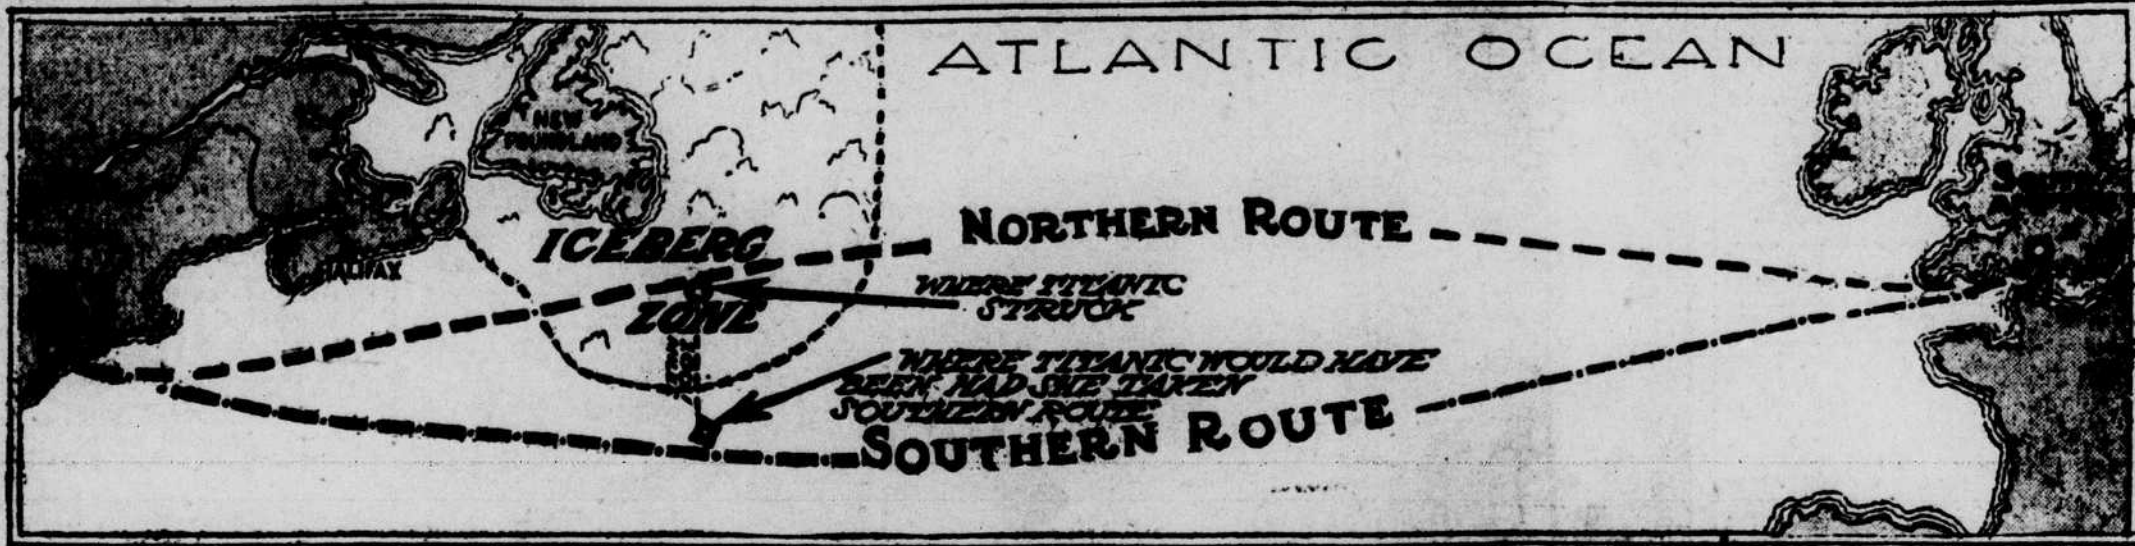 ATLANTIC OCEAN
NEW
FOUNDLAND
NORTHERN ROUTE
ICEBERG
ZONE
HALIFAX
WHERE TITANIC
STRUCK
WHERE TITANIC WOULD HAVE
BEEN, HAD SHE TAKEN
SOUTHERN ROUTE
SOUTHERN ROUTE